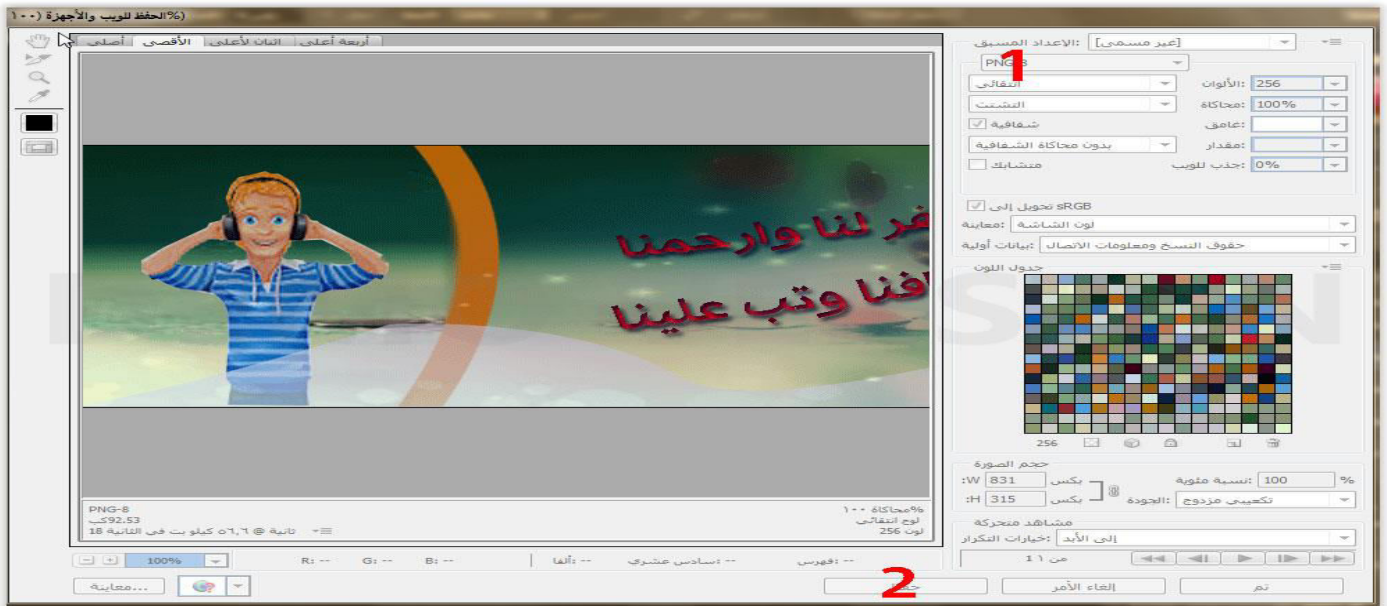 (%الحفظ للويب والأجهزة (١٠٠
أصلي الأقصى اثنان لأعلى أربعة أعلى
فر لنا وارحمنا
افنا وتب علينا
PNG-8
92.53كب
ثانية @ ٥٦,٦ كيلو بت في الثانية 18
%محاكاة ١٠٠
لوح انتقائي
لون 256
100%
R: -- G: -- B: --
ألفا: --
سادس عشري: --
فهرس: --
معاينة...
الإعداد المسبق: [غير مسمى]
1
PNG-8
انتقائي
الألوان: 256
التشتت
محاكاة: 100%
شفافية
غامق:
بدون محاكاة الشفافية
مقدار:
متشابك
جذب للويب: 0%
تحويل إلى sRGB
معاينة: لون الشاشة
بيانات أولية: حقوق النسخ ومعلومات الاتصال
جدول اللون
256
حجم الصورة
W: 831 بكس
H: 315 بكس
نسبة مئوية: 100 %
الجودة: تكعيبي مزدوج
مشاهد متحركة
خيارات التكرار: إلى الأبد
١ من ١
2
إلغاء الأمر
تم